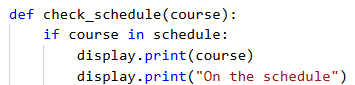 def check_schedule(course):
    if course in schedule:
        display.print(course)
        display.print("On the schedule")